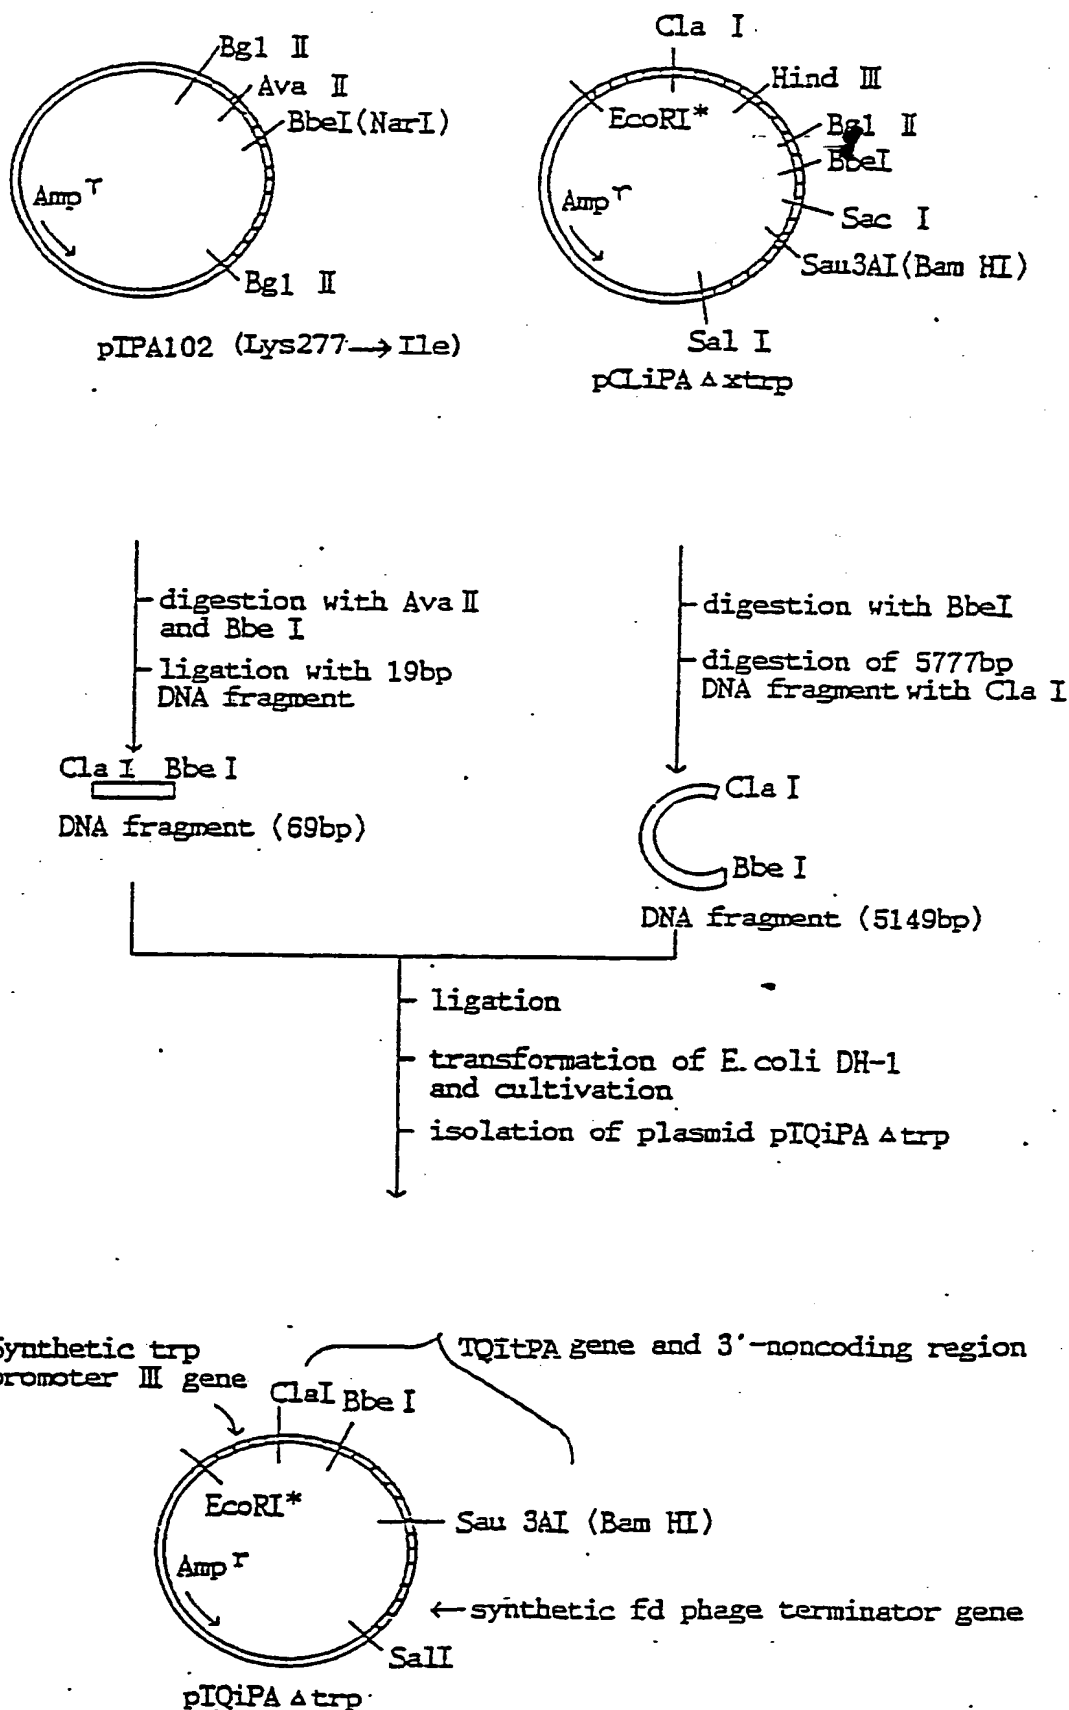 Bgl II
Ava II
BbeI(NarI)
Amp r
Bgl II
pTPA102 (Lys277 → Ile)
Cla I
Hind III
EcoRI*
Bgl II
BbeI
Amp r
Sac I
Sau3AI(Bam HI)
Sal I
pCLiPA Δ xtrp
digestion with Ava II
and Bbe I
ligation with 19bp
DNA fragment
Cla I Bbe I
DNA fragment (69bp)
digestion with BbeI
digestion of 5777bp
DNA fragment with Cla I
Cla I
Bbe I
DNA fragment (5149bp)
ligation
transformation of E. coli DH-1
and cultivation
isolation of plasmid pTQiPA Δ trp
Synthetic trp
promoter III gene
TQitPA gene and 3'-noncoding region
ClaI Bbe I
EcoRI*
Sau 3AI (Bam HI)
Amp r
← synthetic fd phage terminator gene
SalI
pTQiPA Δ trp